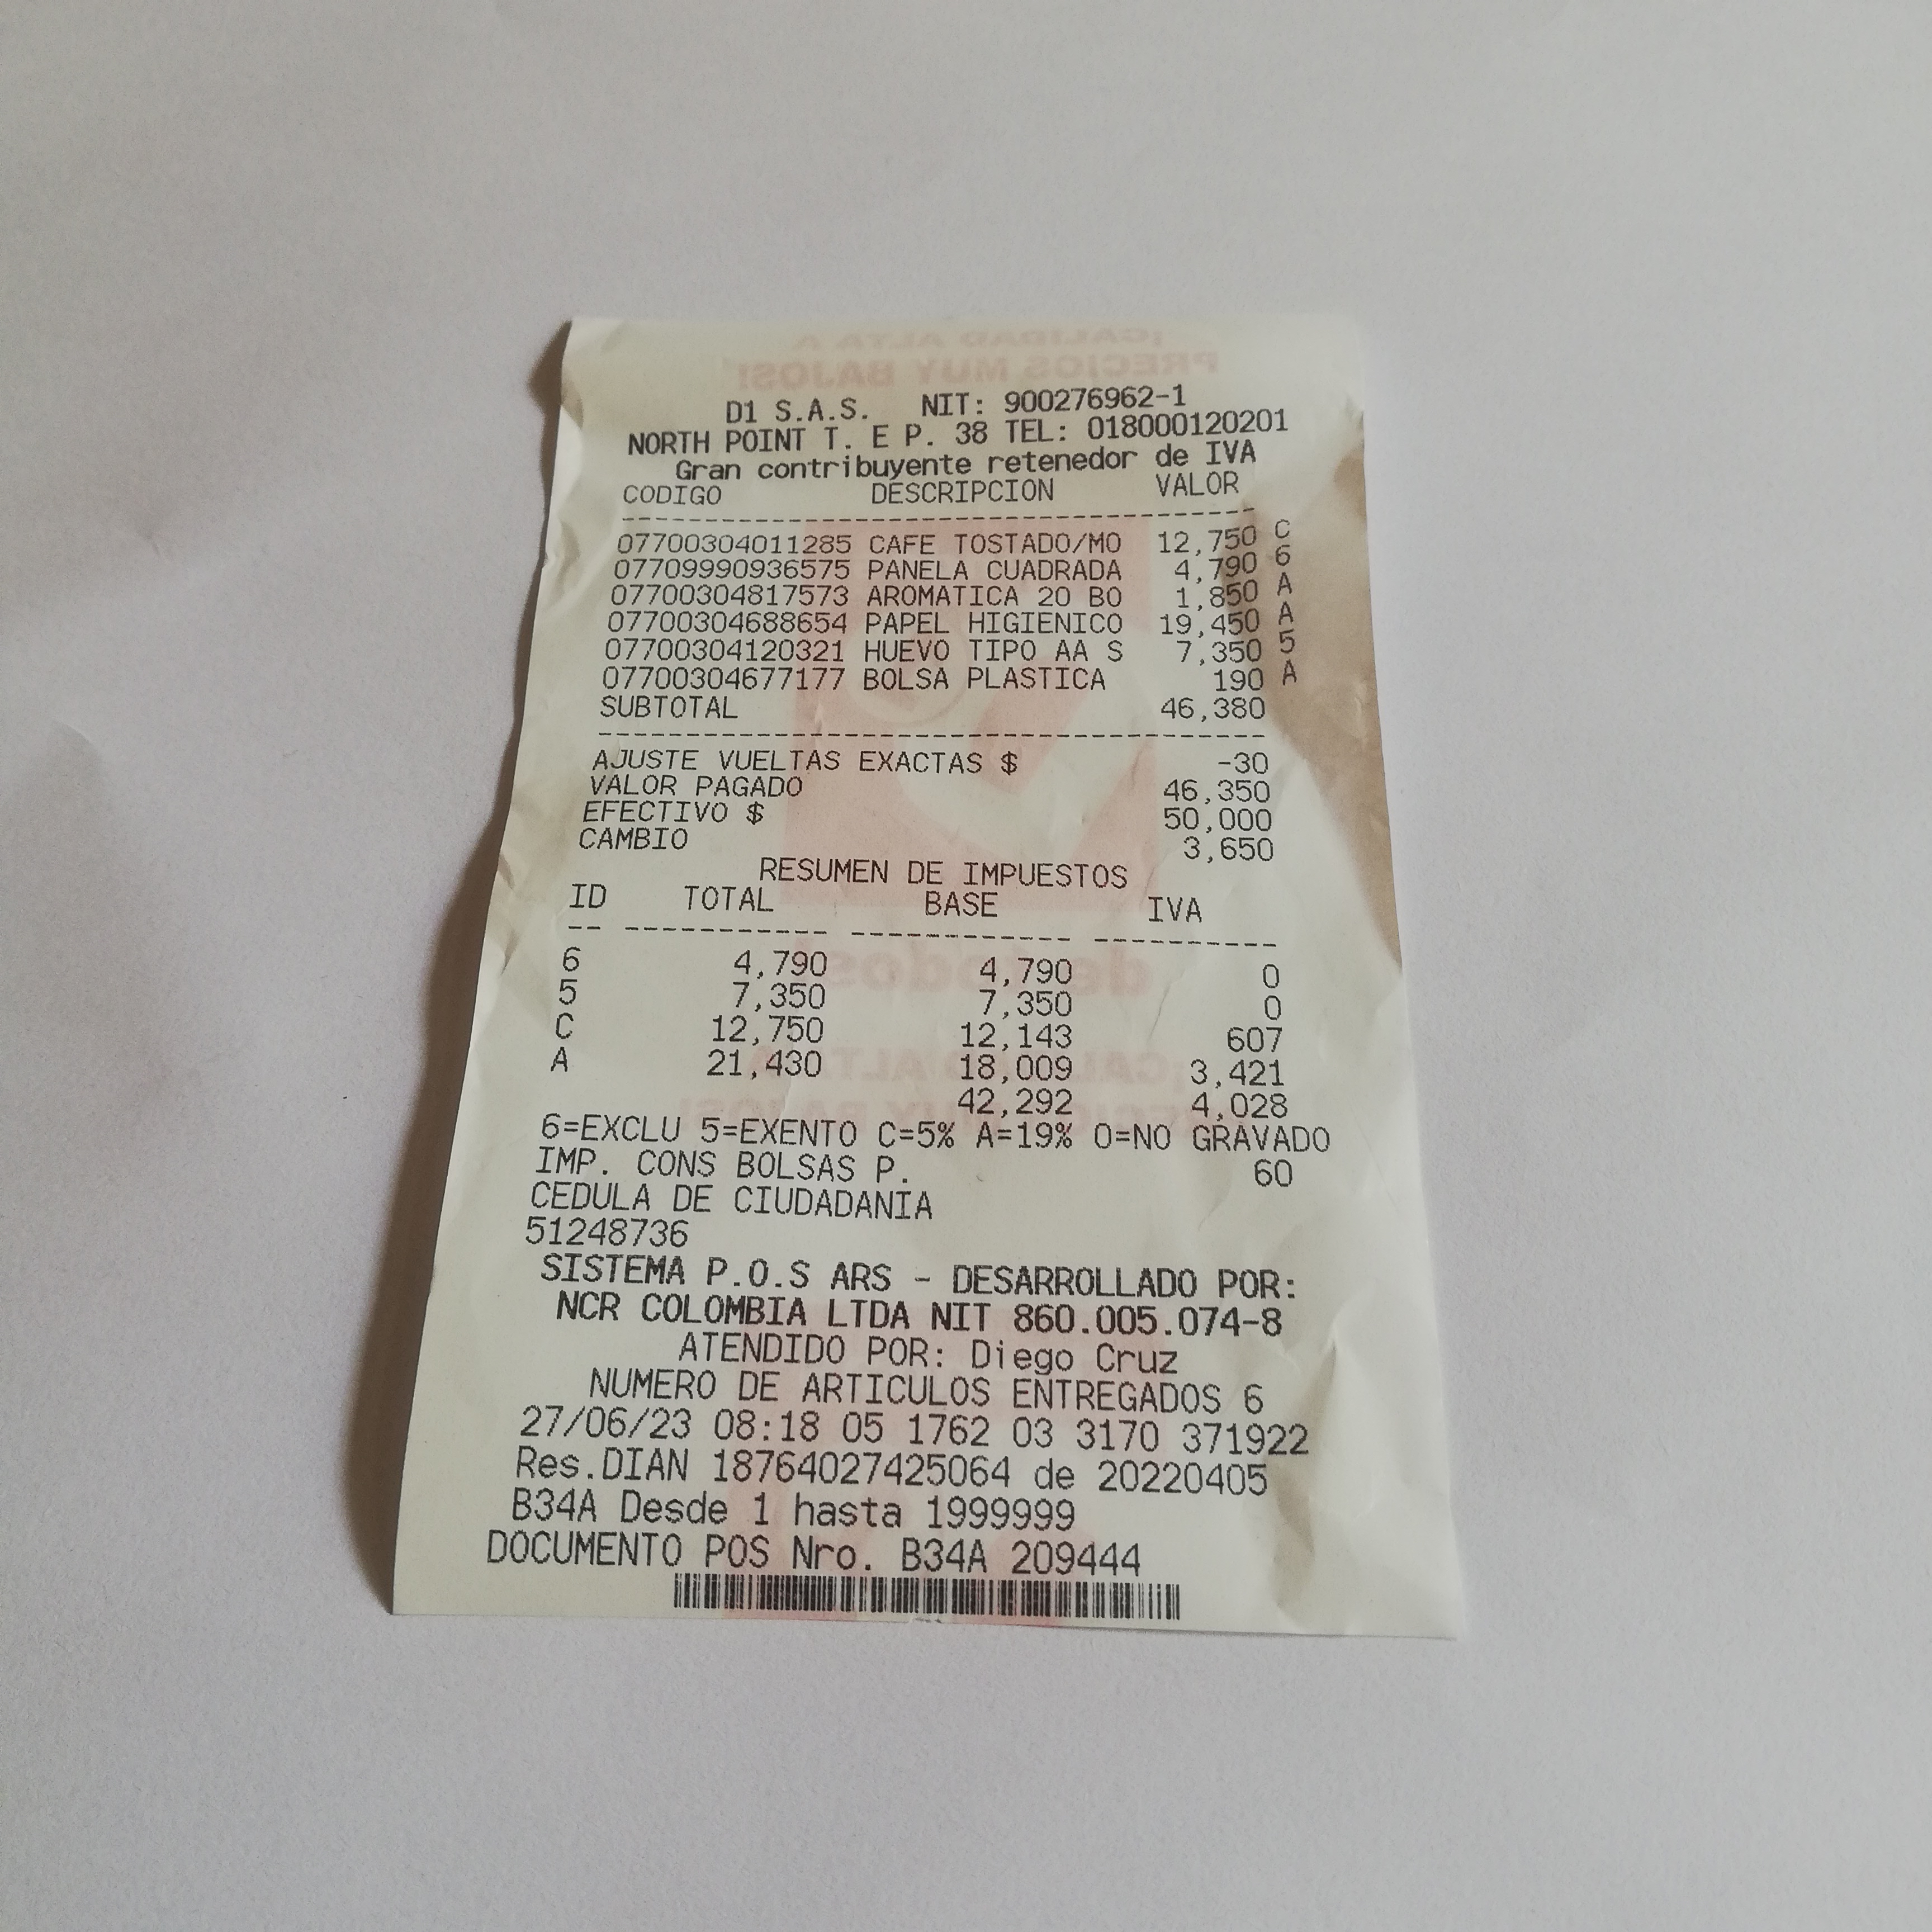 D1 S.A.S. NIT: 900276962-1
NORTH POINT T. E P. 38 TEL: 018000120201
Gran contribuyente retenedor de IVA
CODIGO DESCRIPCION VALOR
07700304011285 CAFE TOSTADO/MO 12,750 C
07709990936575 PANELA CUADRADA 4,790 6
07700304817573 AROMATICA 20 BO 1,850 A
07700304688654 PAPEL HIGIENICO 19,450 A
07700304120321 HUEVO TIPO AA S 7,350 5
07700304677177 BOLSA PLASTICA 190 A
SUBTOTAL 46,380
AJUSTE VUELTAS EXACTAS $ -30
VALOR PAGADO 46,350
EFECTIVO $ 50,000
CAMBIO 3,650
RESUMEN DE IMPUESTOS
ID TOTAL BASE IVA
6 4,790 4,790 0
5 7,350 7,350 0
C 12,750 12,143 607
A 21,430 18,009 3,421
42,292 4,028
6=EXCLU 5=EXENTO C=5% A=19% O=NO GRAVADO
IMP. CONS BOLSAS P. 60
CEDULA DE CIUDADANIA
51248736
SISTEMA P.O.S ARS - DESARROLLADO POR:
NCR COLOMBIA LTDA NIT 860.005.074-8
ATENDIDO POR: Diego Cruz
NUMERO DE ARTICULOS ENTREGADOS 6
27/06/23 08:18 05 1762 03 3170 371922
Res.DIAN 18764027425064 de 20220405
B34A Desde 1 hasta 1999999
DOCUMENTO POS Nro. B34A 209444